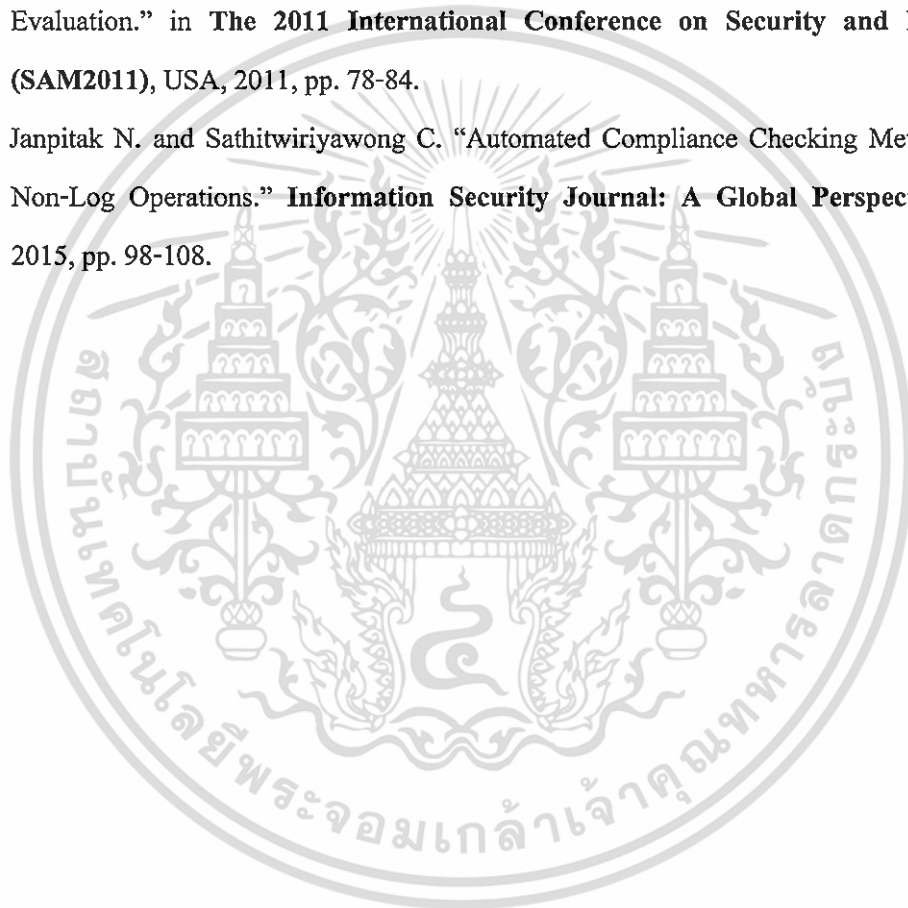 Evaluation.” in The 2011 International Conference on Security and
(SAM2011), USA, 2011, pp. 78-84.
Janpitak N. and Sathitwiriyawong C. “Automated Compliance Checking
Non-Log Operations.” Information Security Journal: A Global
2015, pp. 98-108.
สถาบันเทคโนโลยีพระจอมเกล้าเจ้าคุณทหารลาดกระบัง
๔